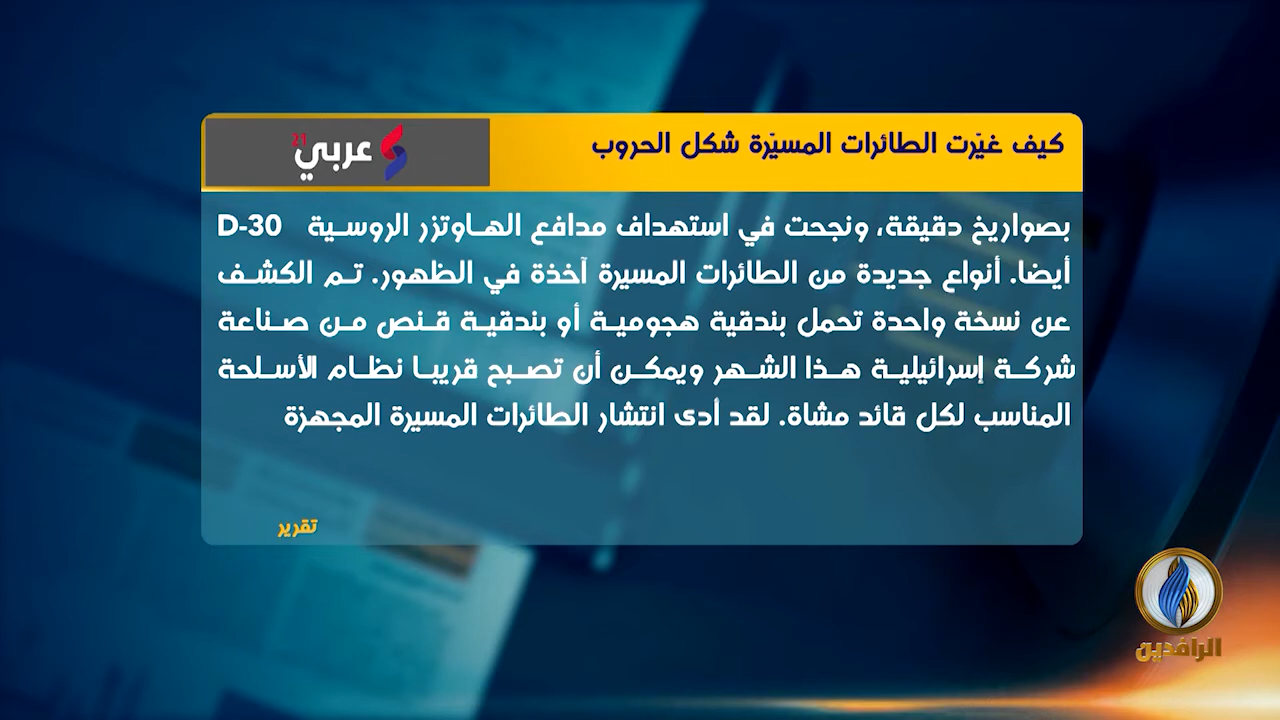 كيف غيّرت الطائرات المسيّرة شكل الحروب
عربي21
بصواريخ دقيقة، ونجحت في استهداف مدافع الهاوتزر الروسية D-30
أيضا. أنواع جديدة من الطائرات المسيرة آخذة في الظهور. تم الكشف
عن نسخة واحدة تحمل بندقية هجومية أو بندقية قنص من صناعة
شركة إسرائيلية هذا الشهر ويمكن أن تصبح قريبا نظام الأسلحة
المناسب لكل قائد مشاة. لقد أدى انتشار الطائرات المسيرة المجهزة
تقرير
الرافدين